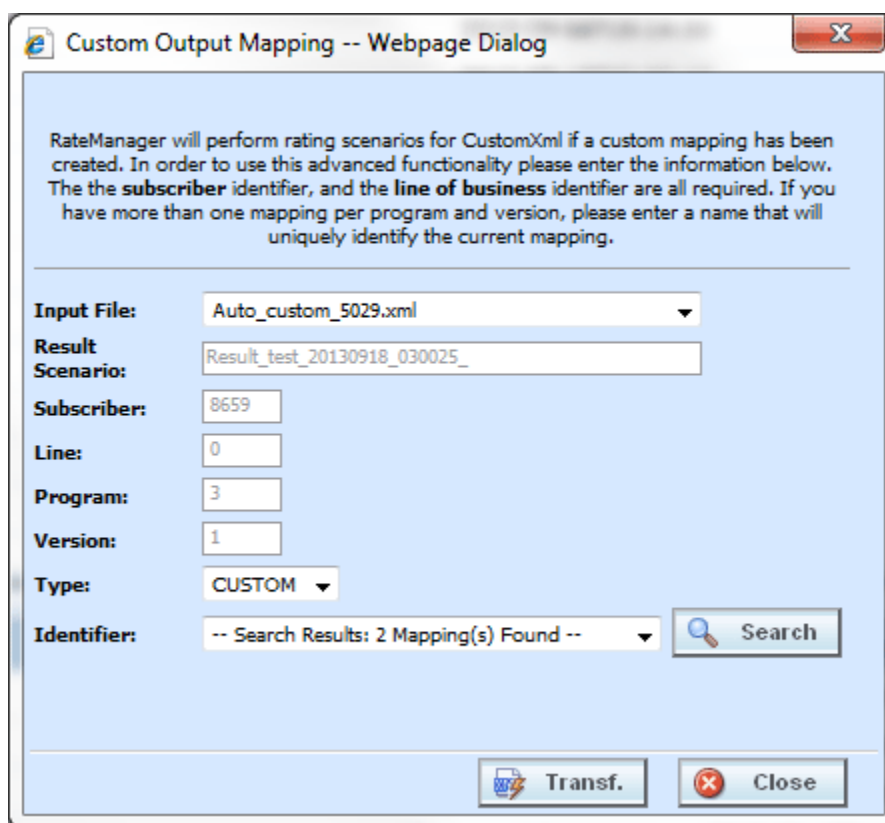 Custom Output Mapping -- Webpage Dialog
RateManager will perform rating scenarios for CustomXml if a custom mapping has been
created. In order to use this advanced functionality please enter the information below.
The the subscriber identifier, and the line of business identifier are all required. If you
have more than one mapping per program and version, please enter a name that will
uniquely identify the current mapping.
Input File: Auto_custom_5029.xml
Result
Scenario: Result_test_20130918_030025_
Subscriber: 8659
Line: 0
Program: 3
Version: 1
Type: CUSTOM
Identifier: -- Search Results: 2 Mapping(s) Found -- Search
Transf. Close